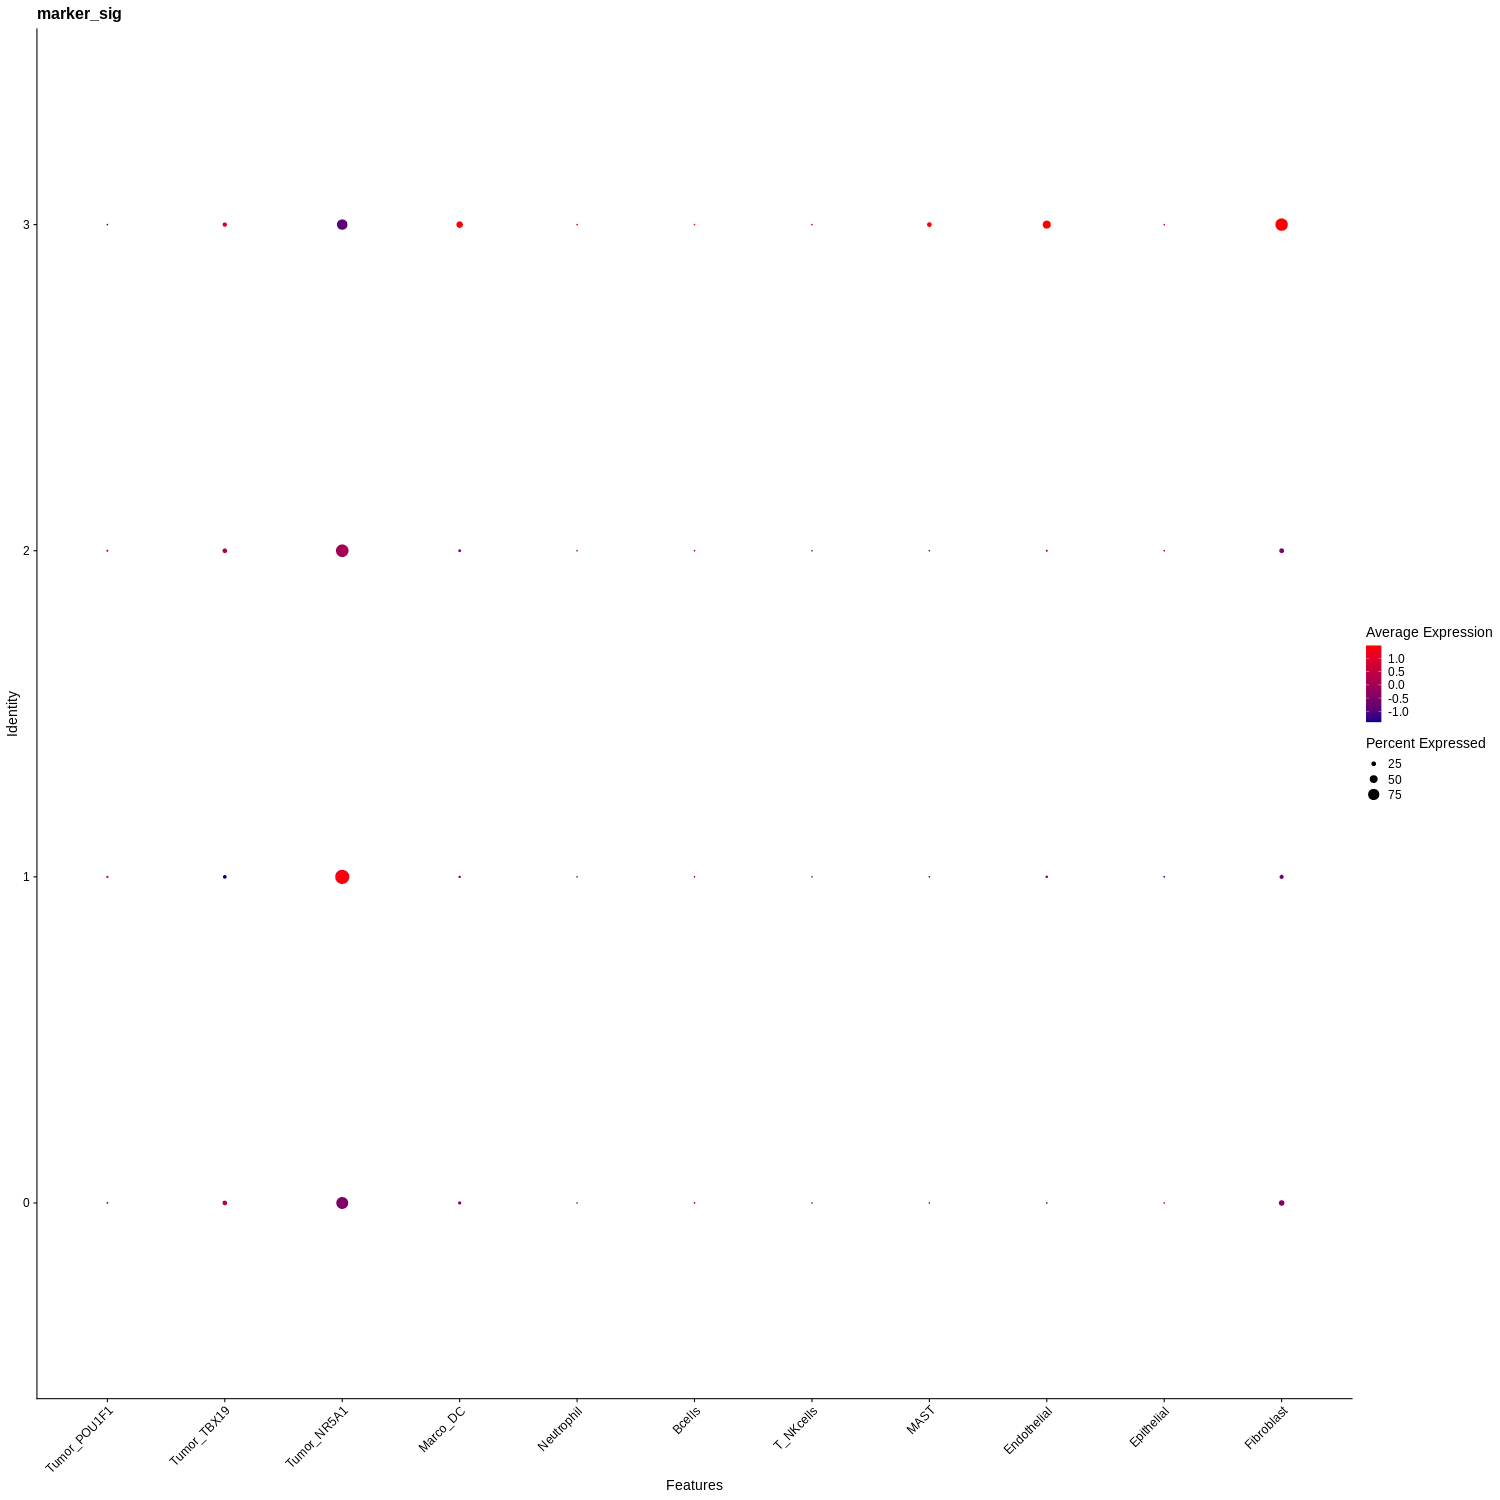 marker_sig
3
2
1
0
Identity
Tumor_POU1F1
Tumor_TBX19
Tumor_NR5A1
Marco_DC
Neutrophil
Bcells
T_NKcells
MAST
Endothelial
Epithelial
Fibroblast
Features
Average Expression
1.0
0.5
0.0
-0.5
-1.0
Percent Expressed
25
50
75